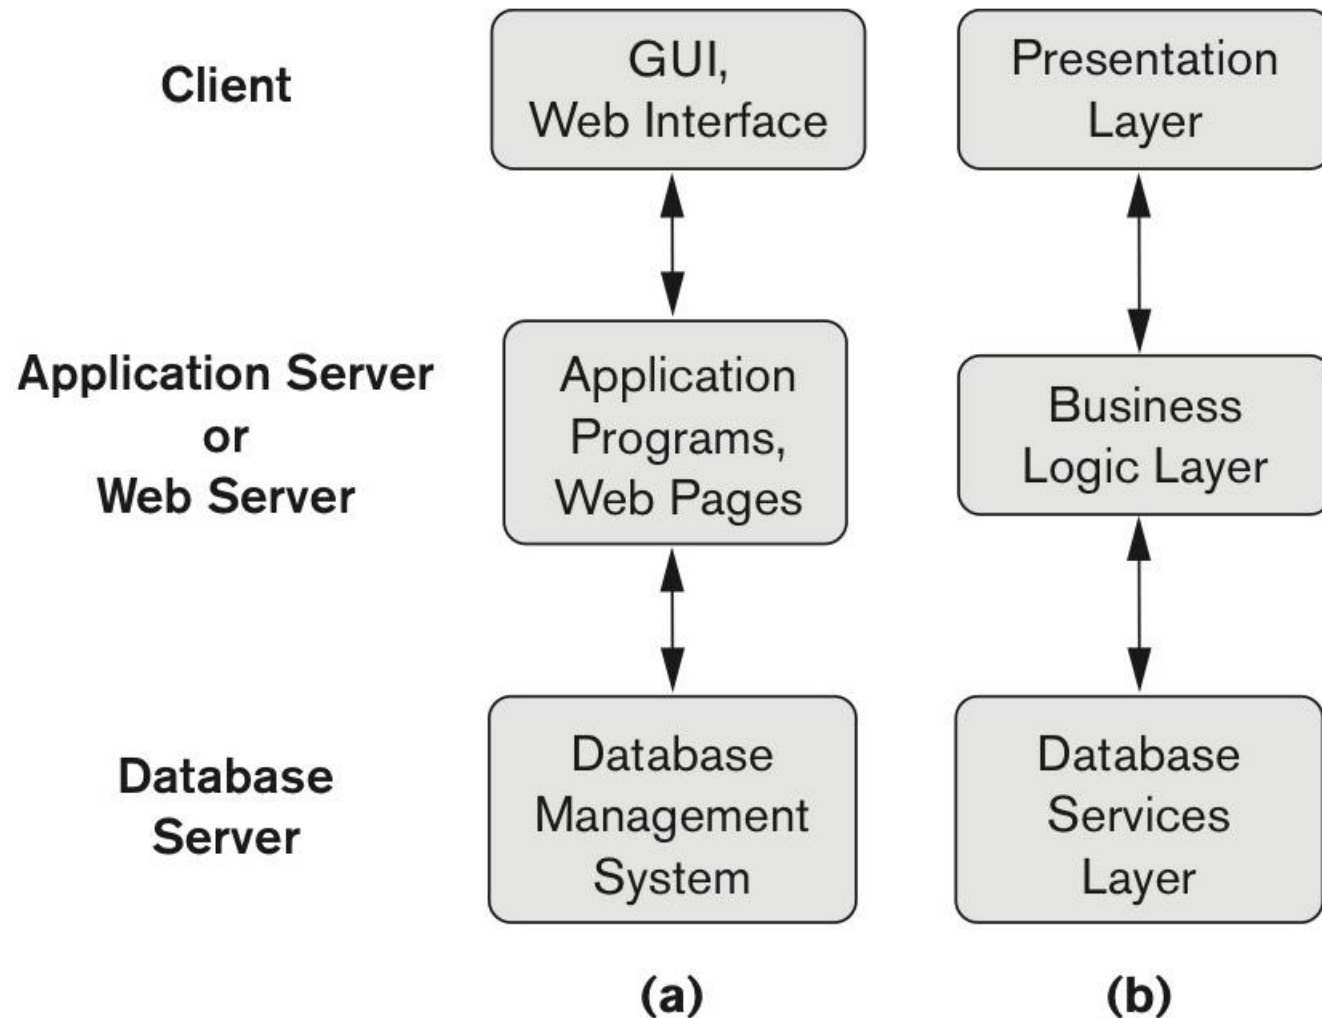 Client
GUI,
Web Interface
Presentation
Layer
Application Server
or
Web Server
Application
Programs,
Web Pages
Business
Logic Layer
Database
Server
Database
Management
System
Database
Services
Layer
(a)
(b)